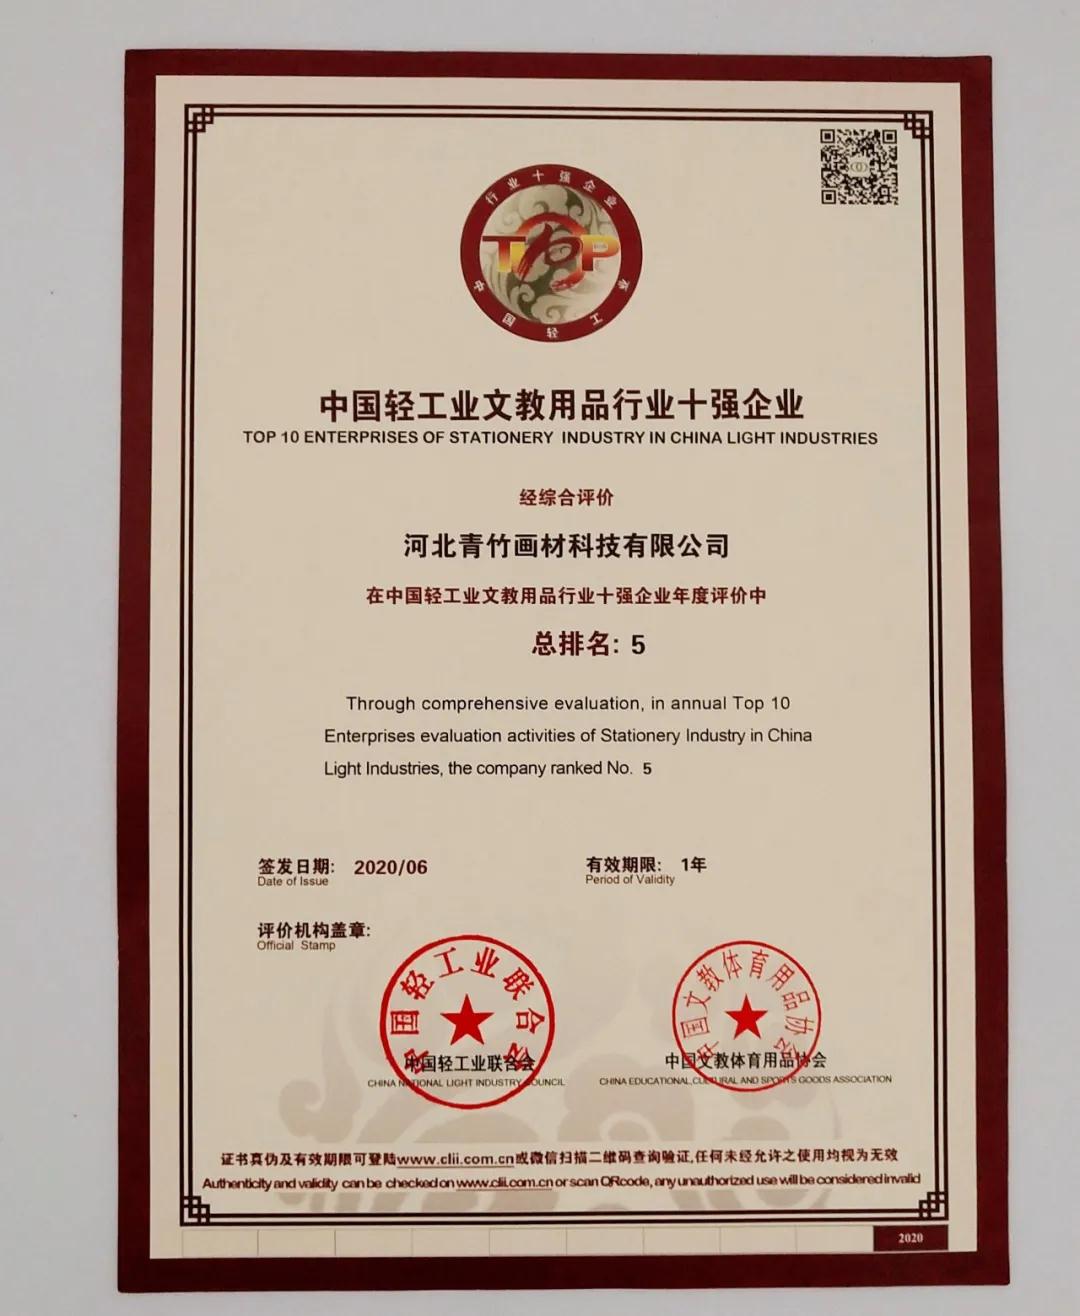 行业十强企业
TOP
中国轻工业
中国轻工业文教用品行业十强企业
TOP 10 ENTERPRISES OF STATIONERY INDUSTRY IN CHINA LIGHT INDUSTRIES
经综合评价
河北青竹画材科技有限公司
在中国轻工业文教用品行业十强企业年度评价中
总排名: 5
Through comprehensive evaluation, in annual Top 10
Enterprises evaluation activities of Stationery Industry in China
Light Industries, the company ranked No. 5
签发日期: 2020/06 有效期限: 1年
Date of Issue Period of Validity
评价机构盖章:
Official Stamp
中国轻工业联合会 中国文教体育用品协会
中国轻工业联合会 中国文教体育用品协会
CHINA NATIONAL LIGHT INDUSTRY COUNCIL CHINA EDUCATIONAL,CULTURAL AND SPORTS GOODS ASSOCIATION
证书真伪及有效期限可登陆www.clii.com.cn或微信扫描二维码查询验证,任何未经允许之使用均视为无效
Authenticity and validity can be checked on www.clii.com.cn or scan QRcode, any unauthorized use will be considered invalid
2020